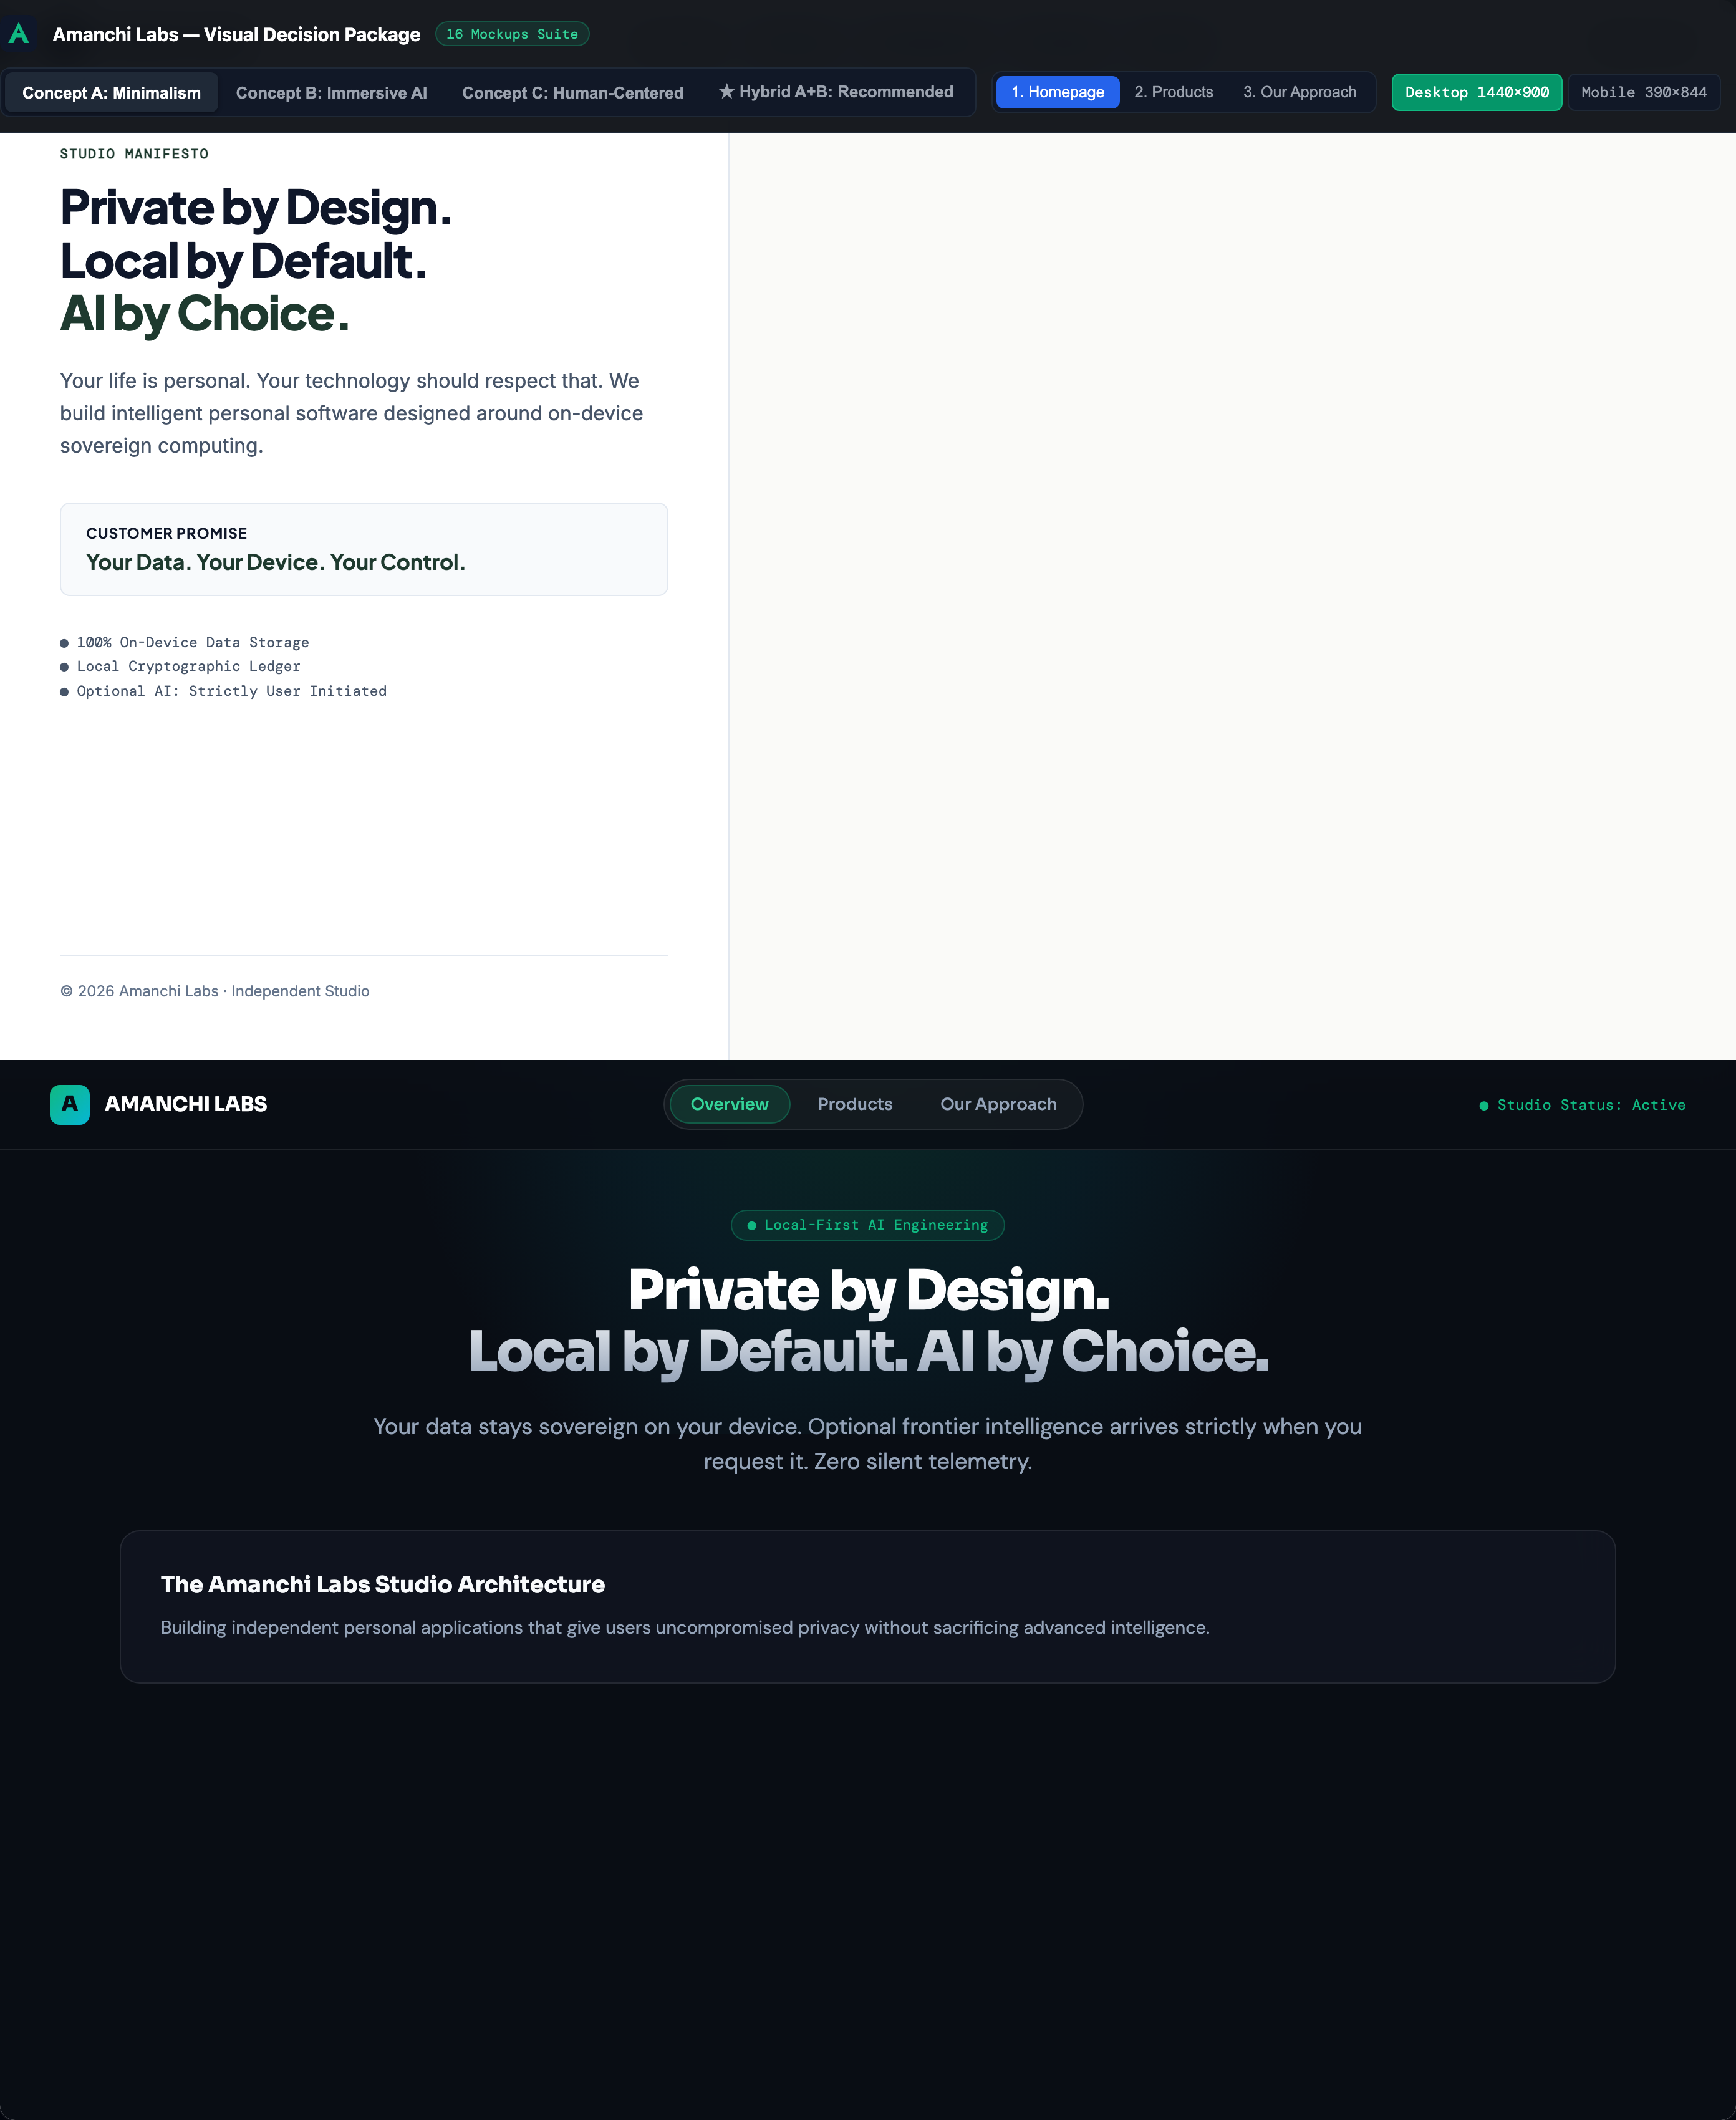 A Amanchi Labs — Visual Decision Package 16 Mockups Suite
Concept A: Minimalism Concept B: Immersive AI Concept C: Human-Centered ★ Hybrid A+B: Recommended 1. Homepage 2. Products 3. Our Approach Desktop 1440×900 Mobile 390×844
STUDIO MANIFESTO
Private by Design.
Local by Default.
AI by Choice.
Your life is personal. Your technology should respect that. We
build intelligent personal software designed around on-device
sovereign computing.
CUSTOMER PROMISE
Your Data. Your Device. Your Control.
● 100% On-Device Data Storage
● Local Cryptographic Ledger
● Optional AI: Strictly User Initiated
© 2026 Amanchi Labs · Independent Studio
A AMANCHI LABS Overview Products Our Approach ● Studio Status: Active
● Local-First AI Engineering
Private by Design.
Local by Default. AI by Choice.
Your data stays sovereign on your device. Optional frontier intelligence arrives strictly when you
request it. Zero silent telemetry.
The Amanchi Labs Studio Architecture
Building independent personal applications that give users uncompromised privacy without sacrificing advanced intelligence.